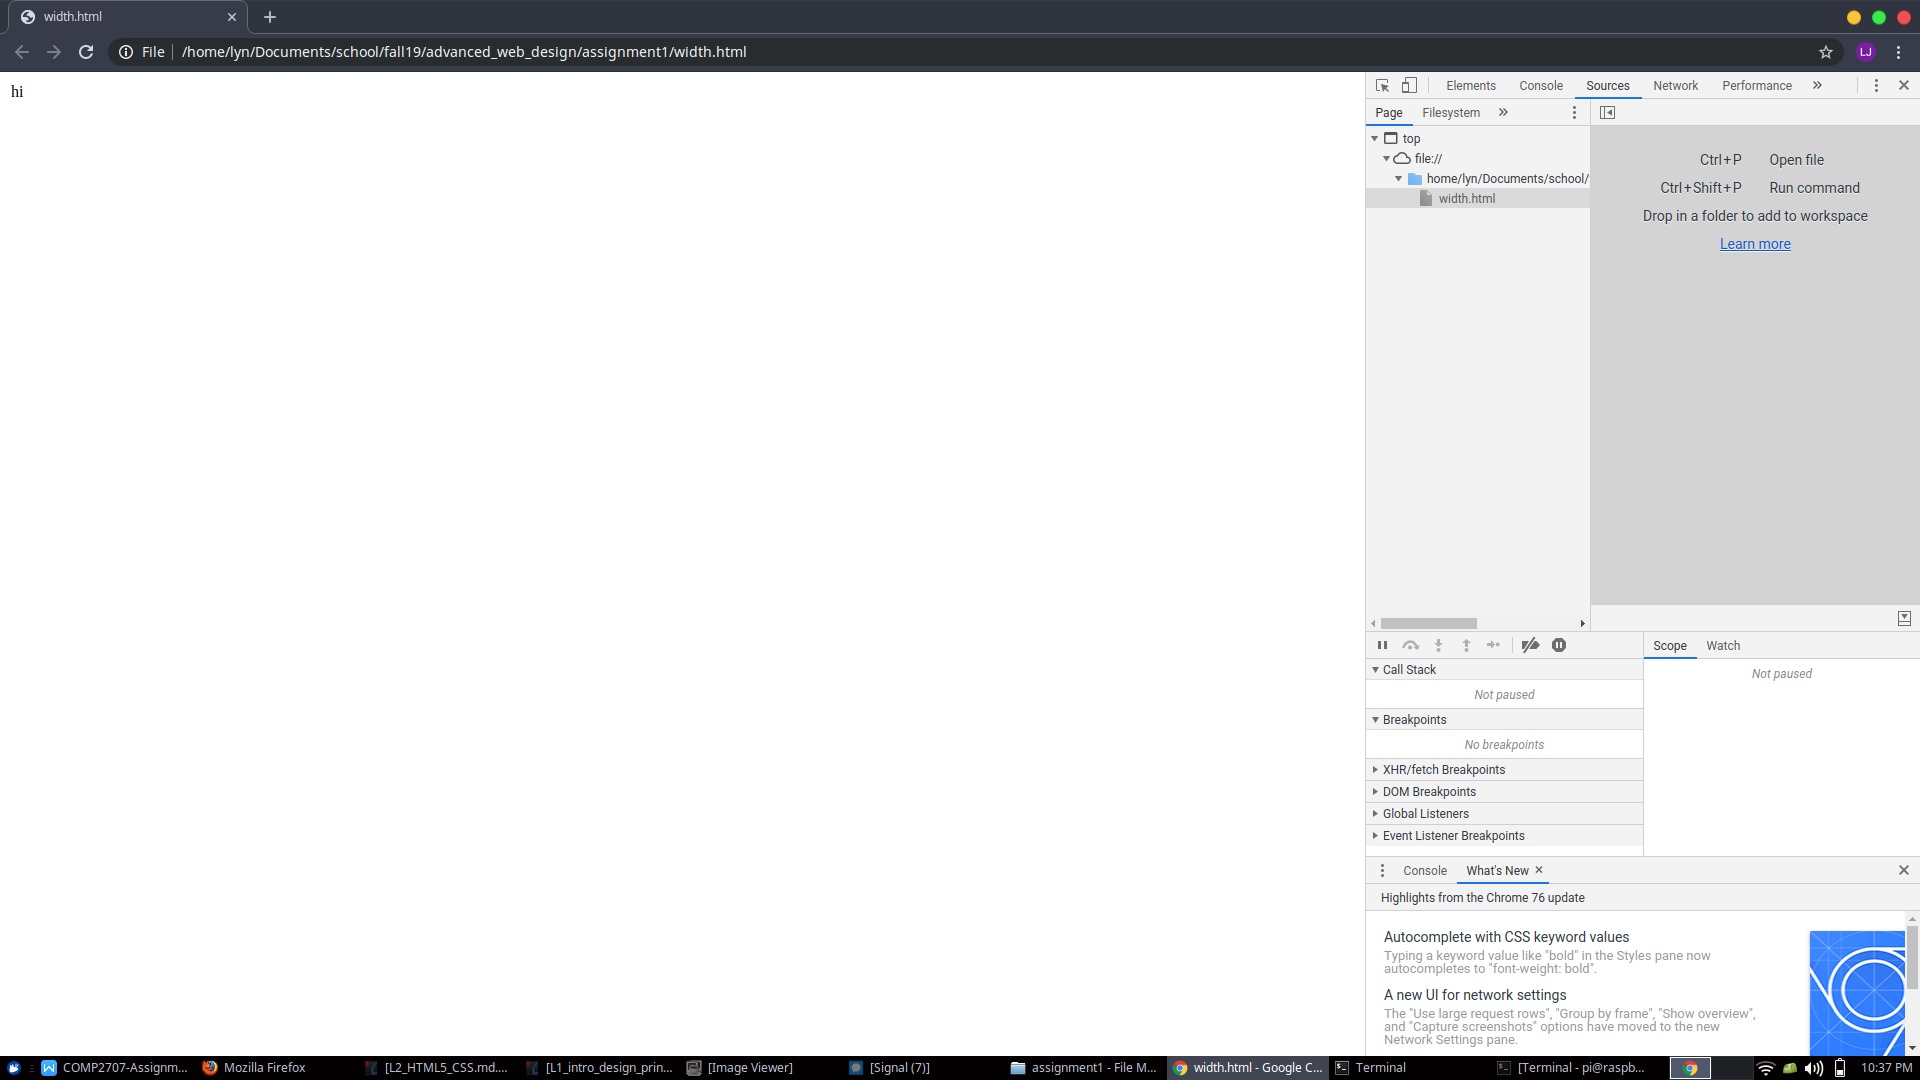 width.html
File
/home/lyn/Documents/school/fall19/advanced_web_design/assignment1/width.html
LJ
hi
Elements Console Sources Network Performance
Page Filesystem
top
file://
home/lyn/Documents/school/
width.html
Ctrl+P Open file
Ctrl+Shift+P Run command
Drop in a folder to add to workspace
Learn more
Scope Watch
Call Stack
Not paused
Not paused
Breakpoints
No breakpoints
XHR/fetch Breakpoints
DOM Breakpoints
Global Listeners
Event Listener Breakpoints
Console What's New
Highlights from the Chrome 76 update
Autocomplete with CSS keyword values
Typing a keyword value like "bold" in the Styles pane now
autocompletes to "font-weight: bold".
A new UI for network settings
The "Use large request rows", "Group by frame", "Show overview",
and "Capture screenshots" options have moved to the new
Network Settings pane.
COMP2707-Assignm... Mozilla Firefox [L2_HTML5_CSS.md.... [L1_intro_design_prin... [Image Viewer] [Signal (7)] assignment1 - File M... width.html - Google C... Terminal [Terminal - pi@raspb... 10:37 PM